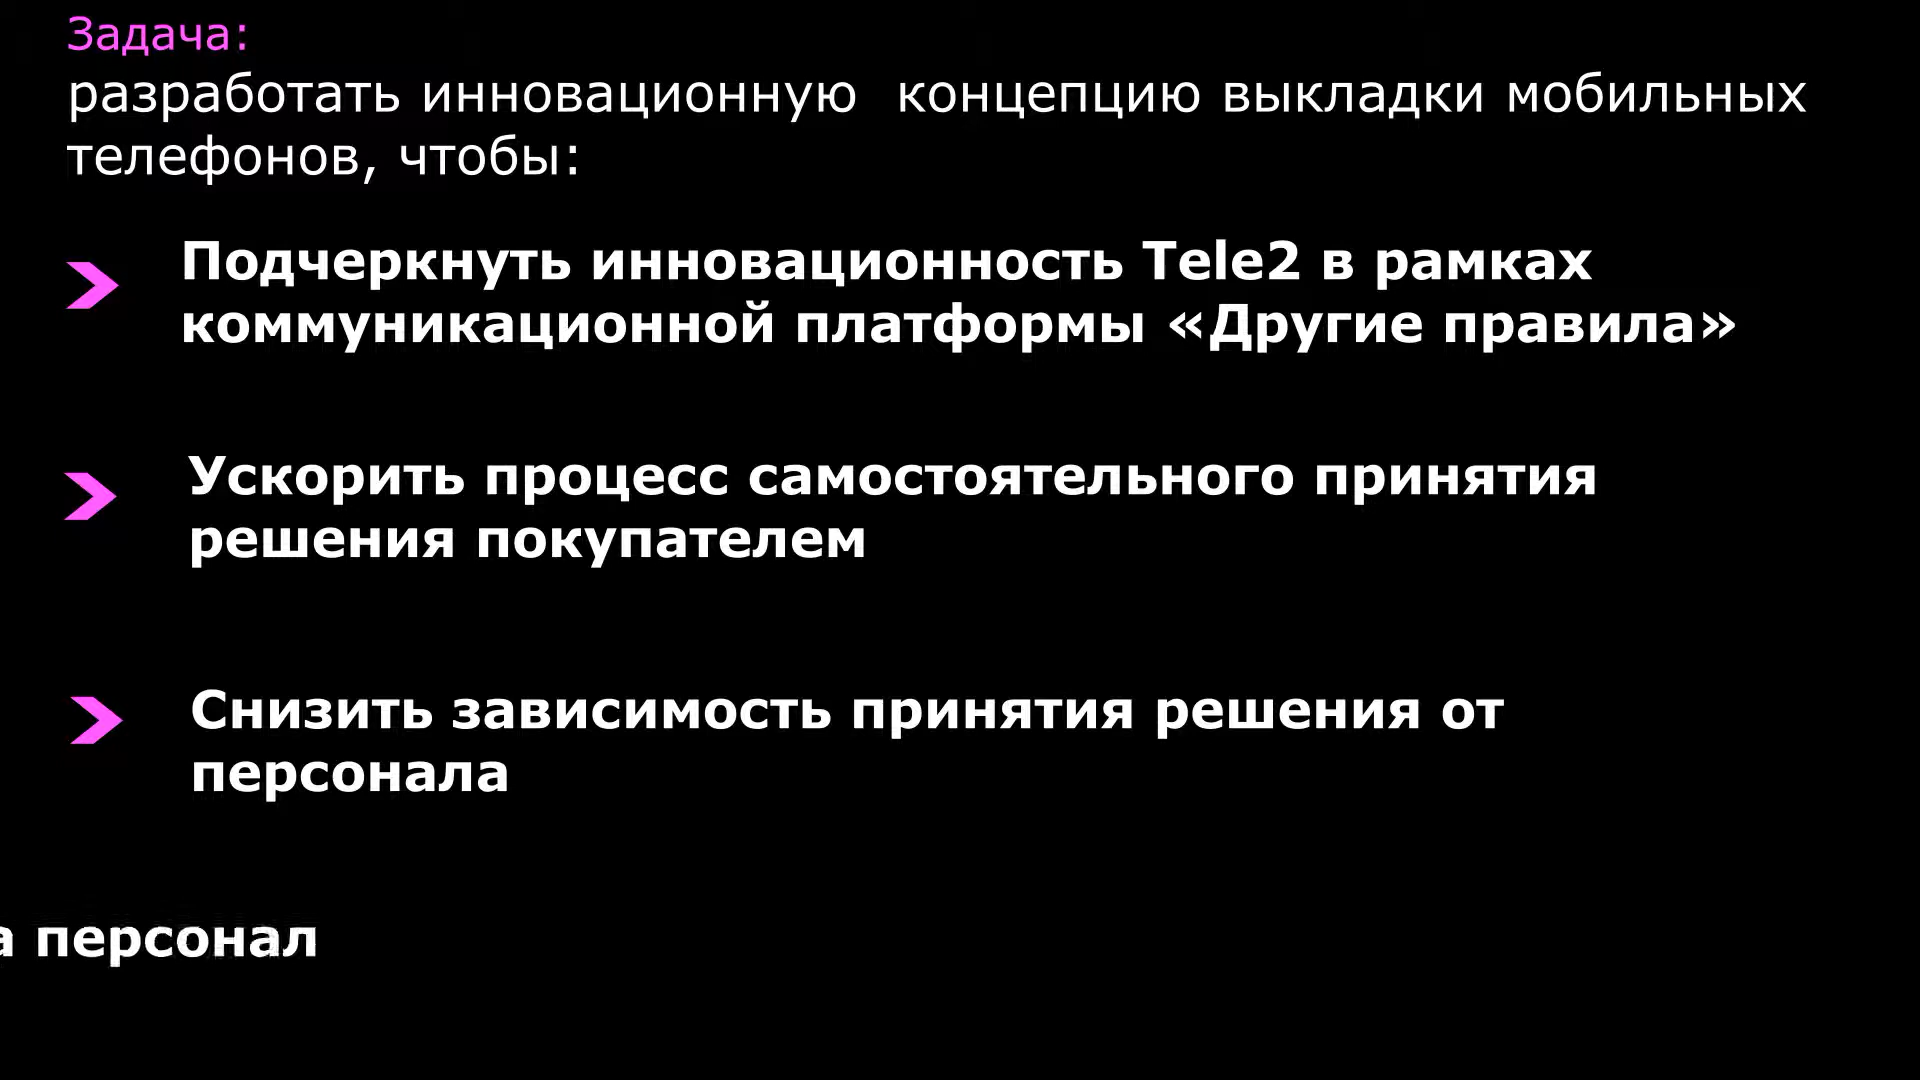 Задача:
разработать инновационную концепцию выкладки мобильных
телефонов, чтобы:
Подчеркнуть инновационность Tele2 в рамках
коммуникационной платформы «Другие правила»
Ускорить процесс самостоятельного принятия
решения покупателем
Снизить зависимость принятия решения от
персонала
а персонал